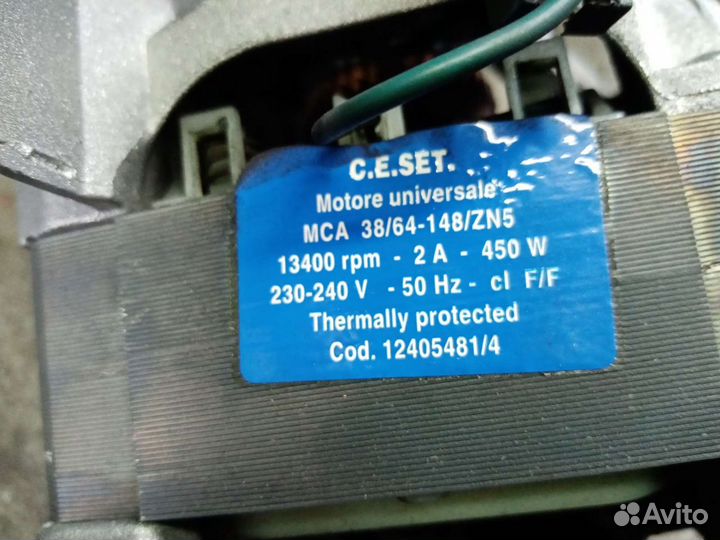 C.E.SET.
Motore universale
MCA 38/64-148/ZN5
13400 rpm - 2 A - 450 W
230-240 V - 50 Hz - cl F/F
Thermally protected
Cod. 12405481/4
Avito